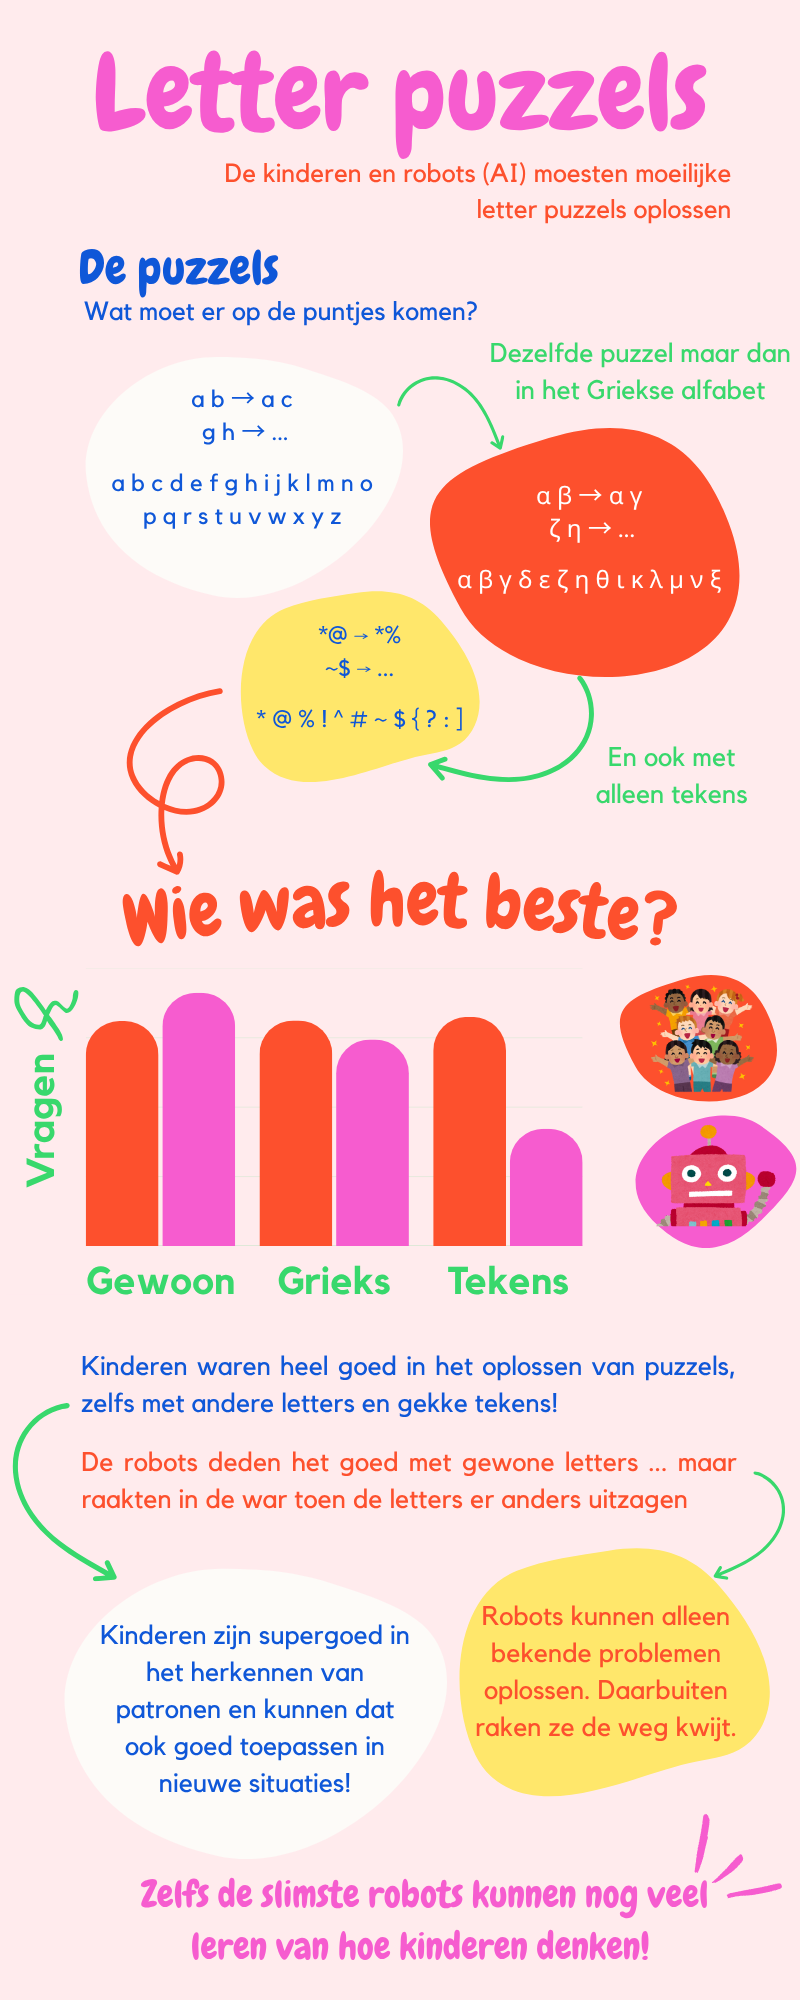 Letter puzzels
De kinderen en robots (AI) moesten moeilijke
letter puzzels oplossen
De puzzels
Wat moet er op de puntjes komen?
Dezelfde puzzel maar dan
in het Griekse alfabet
a b → a c
g h → ...
a b c d e f g h i j k l m n o
p q r s t u v w x y z
α β → α γ
ζ η → ...
α β γ δ ε ζ η θ ι κ λ μ ν ξ
*@ → *%
~$ → ...
* @ % ! ^ # ~ $ { ? : ]
En ook met
alleen tekens
Wie was het beste?
Vragen
Gewoon Grieks Tekens
Kinderen waren heel goed in het oplossen van puzzels,
zelfs met andere letters en gekke tekens!
De robots deden het goed met gewone letters ... maar
raakten in de war toen de letters er anders uitzagen
Kinderen zijn supergoed in
het herkennen van
patronen en kunnen dat
ook goed toepassen in
nieuwe situaties!
Robots kunnen alleen
bekende problemen
oplossen. Daarbuiten
raken ze de weg kwijt.
Zelfs de slimste robots kunnen nog veel
leren van hoe kinderen denken!